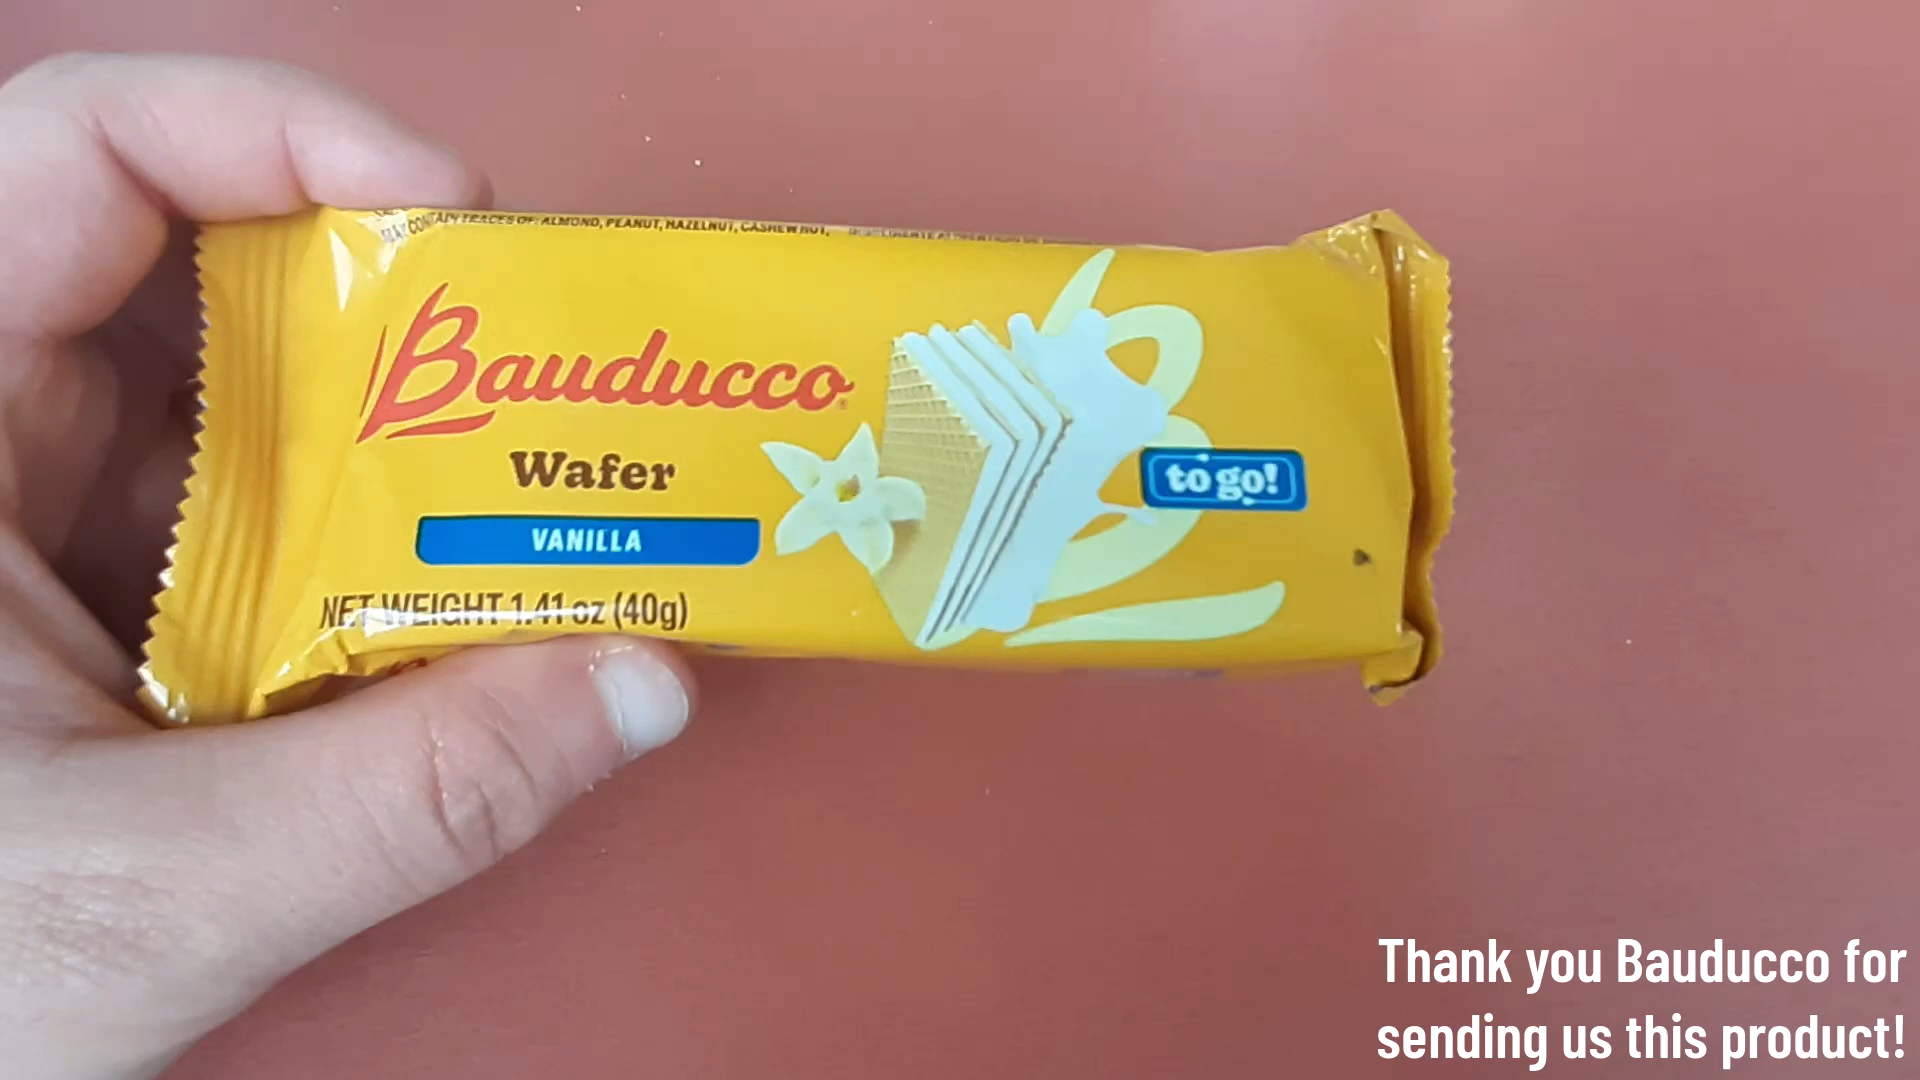 MAY CONTAIN TRACES OF: ALMOND, PEANUT, HAZELNUT, CASHEW NUT,
Bauducco
Wafer
VANILLA
to go!
NET WEIGHT 1.41 oz (40g)
Thank you Bauducco for
sending us this product!